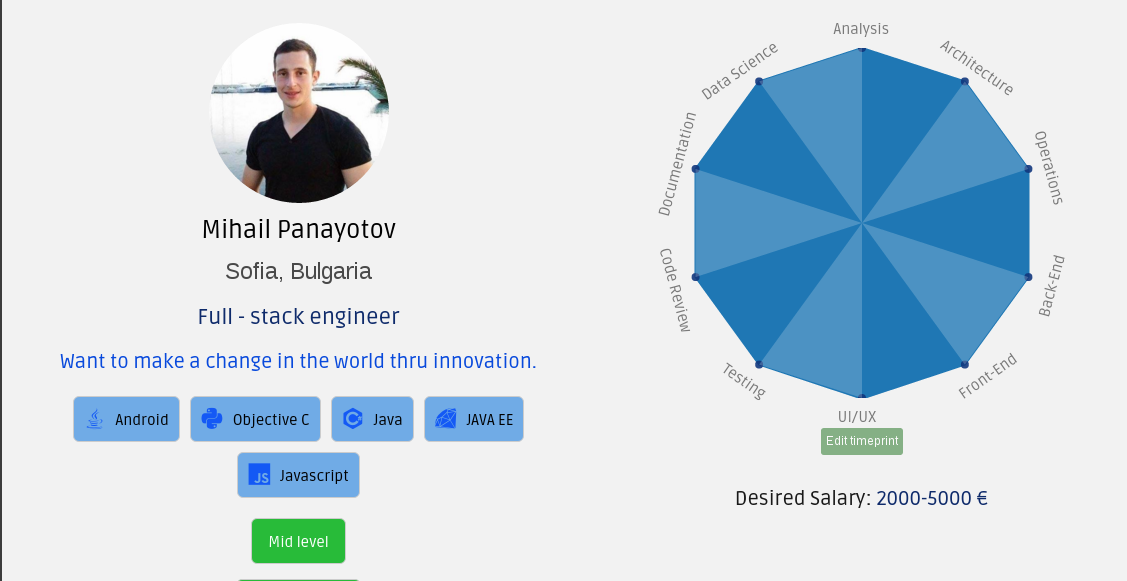 Mihail Panayotov
Sofia, Bulgaria
Full - stack engineer
Want to make a change in the world thru innovation.
Android
Objective C
Java
JAVA EE
JS
Javascript
Mid level
Analysis
Architecture
Operations
Back-End
Front-End
UI/UX
Testing
Code Review
Documentation
Data Science
Edit timeprint
Desired Salary: 2000-5000 €